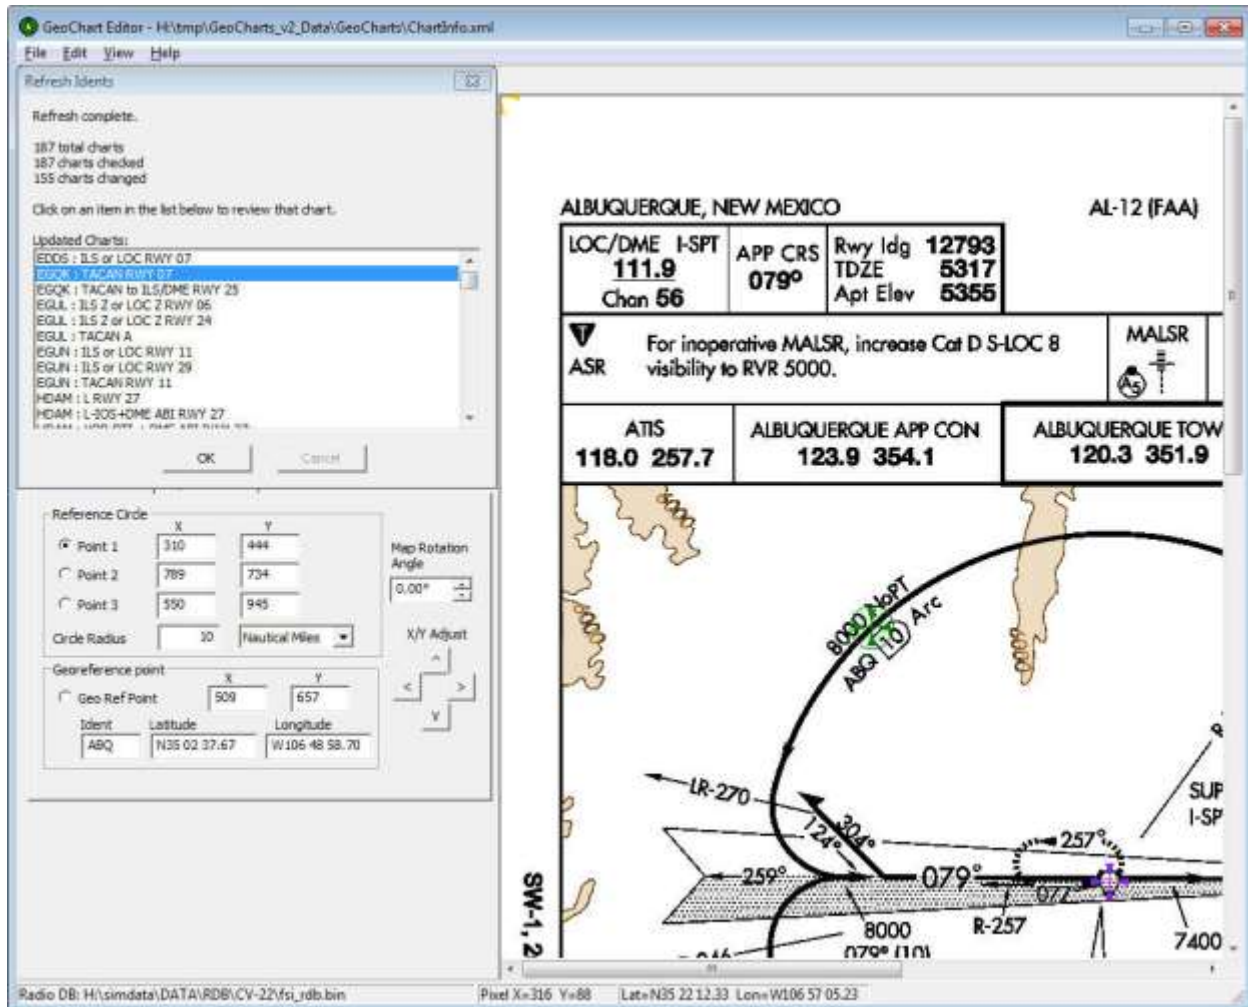 GeoChart Editor - H:\tmp\GeoCharts_v2_Data\GeoCharts\ChartInfo.xml
File Edit View Help
Refresh Idents
Refresh complete.
187 total charts
187 charts checked
155 charts changed
Click on an item in the list below to review that chart.
Updated Charts:
EDDS : ILS or LOC RWY 07
EGQK : TACAN RWY 07
EGQK : TACAN to ILS/DME RWY 25
EGUL : ILS Z or LOC Z RWY 06
EGUL : ILS Z or LOC Z RWY 24
EGUL : TACAN A
EGUN : ILS or LOC RWY 11
EGUN : ILS or LOC RWY 29
EGUN : TACAN RWY 11
HDAM : L RWY 27
HDAM : L-IOS+DME ABI RWY 27
OK Cancel
Reference Circle
X Y
Point 1 310 444
Point 2 789 734
Point 3 550 945
Circle Radius 10 Nautical Miles
Map Rotation
Angle
0.00°
X/Y Adjust
^
< >
V
Georeference point
X Y
Geo Ref Point 509 657
Ident Latitude Longitude
ABQ N35 02 37.67 W106 48 58.70
ALBUQUERQUE, NEW MEXICO AL-12 (FAA)
LOC/DME I-SPT
111.9
Chan 56
APP CRS
079°
Rwy ldg 12793
TDZE 5317
Apt Elev 5355
T
ASR
For inoperative MALSR, increase Cat D S-LOC 8
visibility to RVR 5000.
MALSR
A5
ATIS
118.0 257.7
ALBUQUERQUE APP CON
123.9 354.1
ALBUQUERQUE TOW
120.3 351.9
8000 NoPT
ABQ 10 Arc
LR-270
304°
124°
SUP
I-SP
257°
259°
079°
077
R-257
8000
079° (10)
7400
SW-1, 2
Radio DB: H:\simdata\DATA\RDB\CV-22\fsi_rdb.bin Pixel X=316 Y=88 Lat=N35 22 12.33 Lon=W106 57 05.23